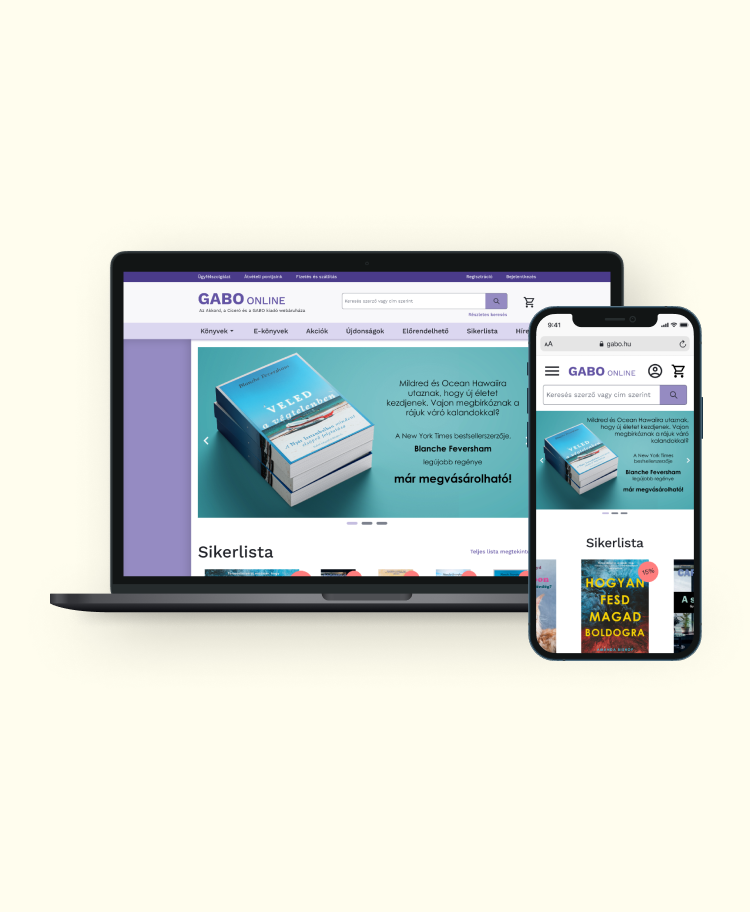 Ügyfélszolgálat Átvételi pontjaink Fizetés és szállítás Regisztráció Bejelentkezés
GABO ONLINE
Az Akkord, a Ciceró és a GABO kiadó webáruháza
Keresés szerző vagy cím szerint
Részletes keresés
Könyvek E-könyvek Akciók Újdonságok Előrendelhető Sikerlista Híre
Blanche Feversham
VELED
a végtelenben
Mildred és Ocean Hawaiira
utaznak, hogy új életet
kezdjenek. Vajon megbirkóznak a
rájuk váró kalandokkal?
A New York Times bestsellerszerzője,
Blanche Feversham
legújabb regénye
már megvásárolható!
Sikerlista
Teljes lista megtekint
9:41
AA gabo.hu
GABO ONLINE
Keresés szerző vagy cím szerint
Mildred és Ocean Hawaiira utaznak,
hogy új életet kezdjenek. Vajon
megbirkóznak a rájuk váró
kalandokkal?
A New York Times
bestsellerszerzője,
Blanche Feversham
legújabb regénye
már megvásárolható!
Sikerlista
15%
HOGYAN
FESD
MAGAD
BOLDOGRA
A s